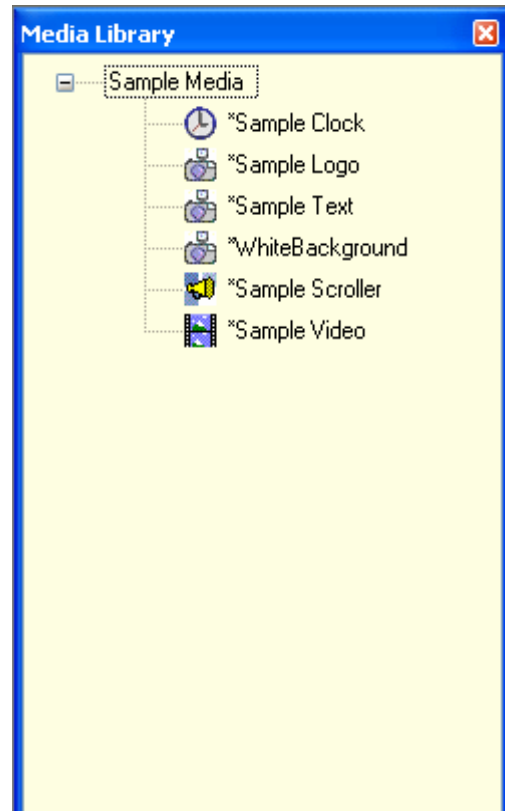 Media Library
Sample Media
*Sample Clock
*Sample Logo
*Sample Text
*WhiteBackground
*Sample Scroller
*Sample Video